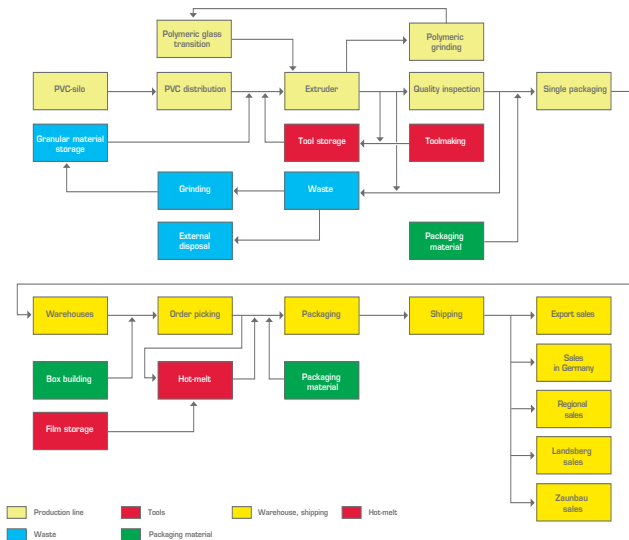 Polymeric glass
transition
Polymeric
grinding
PVC-silo
PVC distribution
Extruder
Quality inspection
Single packaging
Granular material
storage
Tool storage
Toolmaking
Grinding
Waste
External
disposal
Packaging
material
Warehouses
Order picking
Packaging
Shipping
Export sales
Box building
Hot-melt
Packaging
material
Sales
in Germany
Film storage
Regional
sales
Landsberg
sales
Zaunbau
sales
Production line
Tools
Warehouse, shipping
Hot-melt
Waste
Packaging material